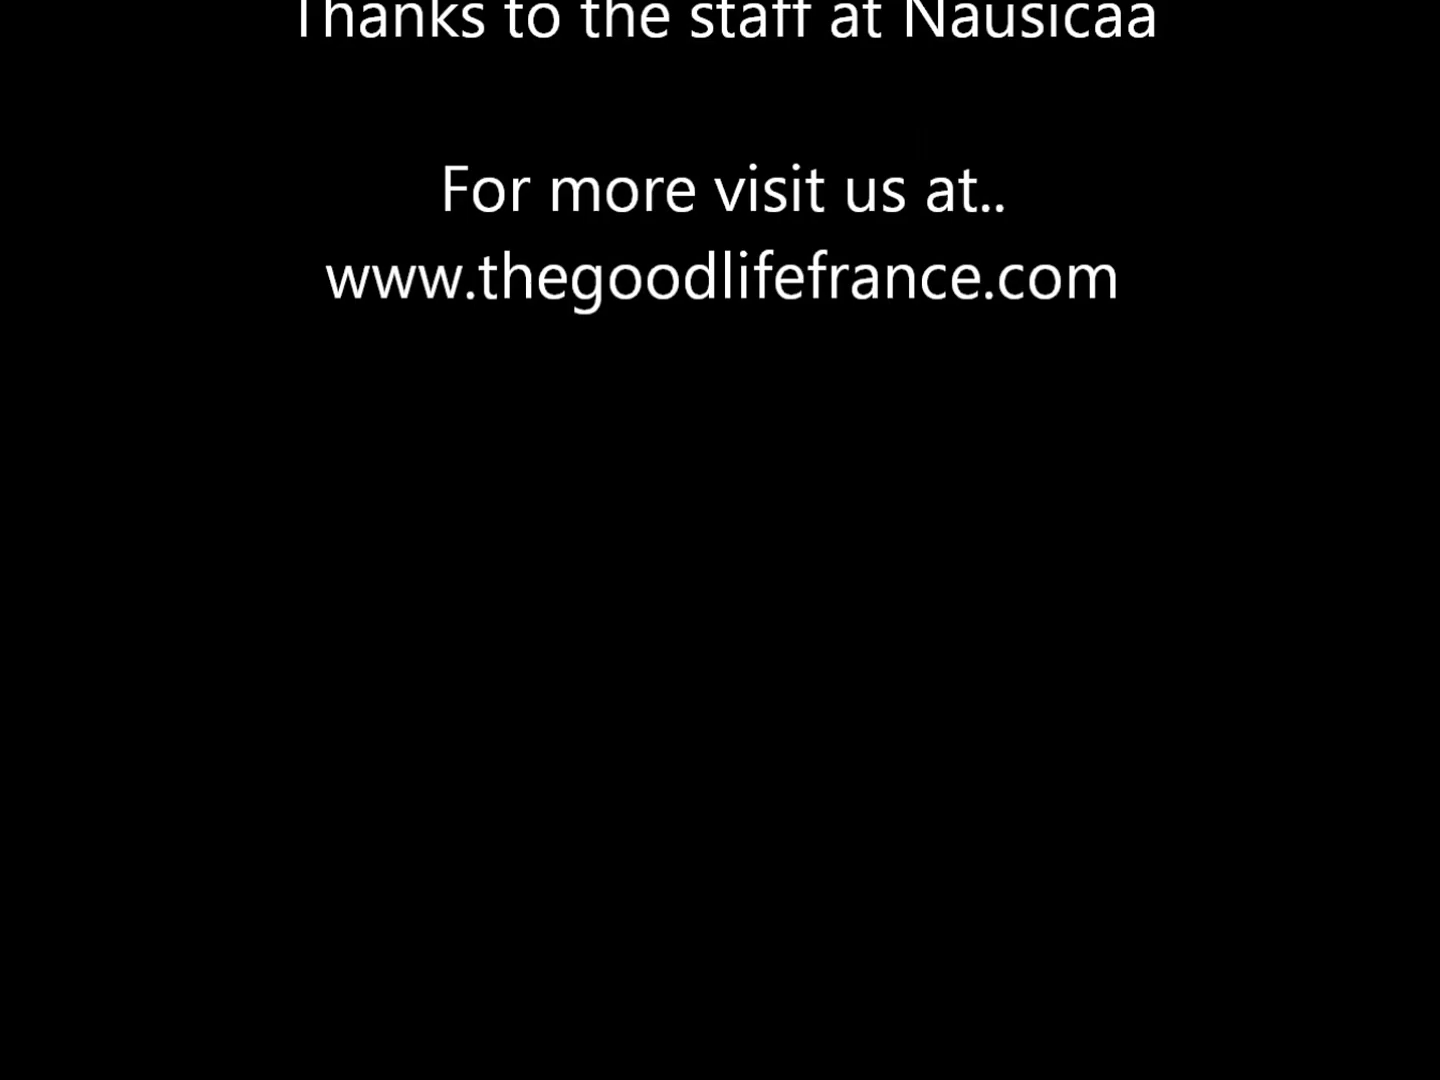 Thanks to the staff at Nausicaa
For more visit us at..
www.thegoodlifefrance.com